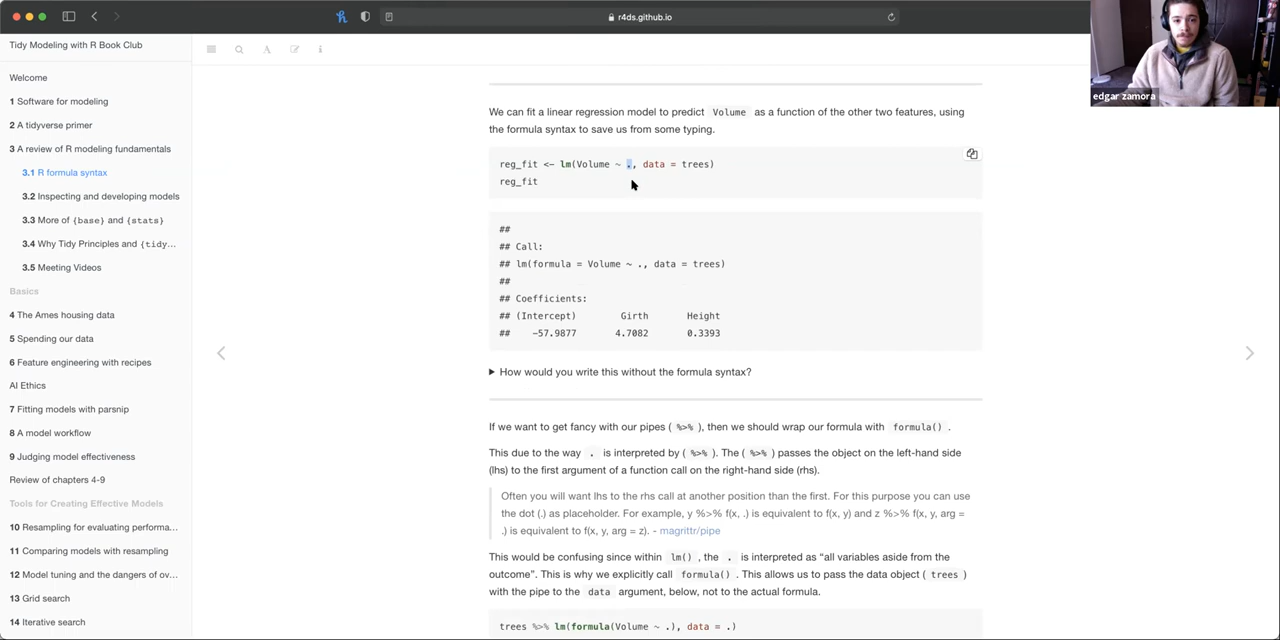 r4ds.github.io
edgar zamora
Tidy Modeling with R Book Club
Welcome
1 Software for modeling
2 A tidyverse primer
3 A review of R modeling fundamentals
3.1 R formula syntax
3.2 Inspecting and developing models
3.3 More of {base} and {stats}
3.4 Why Tidy Principles and {tidy...
3.5 Meeting Videos
Basics
4 The Ames housing data
5 Spending our data
6 Feature engineering with recipes
AI Ethics
7 Fitting models with parsnip
8 A model workflow
9 Judging model effectiveness
Review of chapters 4-9
Tools for Creating Effective Models
10 Resampling for evaluating performa...
11 Comparing models with resampling
12 Model tuning and the dangers of ov...
13 Grid search
14 Iterative search
A
i
We can fit a linear regression model to predict Volume as a function of the other two features, using
the formula syntax to save us from some typing.
reg_fit <- lm(Volume ~ ., data = trees)
reg_fit
##
## Call:
## lm(formula = Volume ~ ., data = trees)
##
## Coefficients:
## (Intercept) Girth Height
## -57.9877 4.7082 0.3393
How would you write this without the formula syntax?
If we want to get fancy with our pipes ( %>% ), then we should wrap our formula with formula() .
This due to the way . is interpreted by ( %>% ). The ( %>% ) passes the object on the left-hand side
(lhs) to the first argument of a function call on the right-hand side (rhs).
Often you will want lhs to the rhs call at another position than the first. For this purpose you can use
the dot (.) as placeholder. For example, y %>% f(x, .) is equivalent to f(x, y) and z %>% f(x, y, arg =
.) is equivalent to f(x, y, arg = z). - magrittr/pipe
This would be confusing since within lm() , the . is interpreted as “all variables aside from the
outcome”. This is why we explicitly call formula() . This allows us to pass the data object ( trees )
with the pipe to the data argument, below, not to the actual formula.
trees %>% lm(formula(Volume ~ .), data = .)